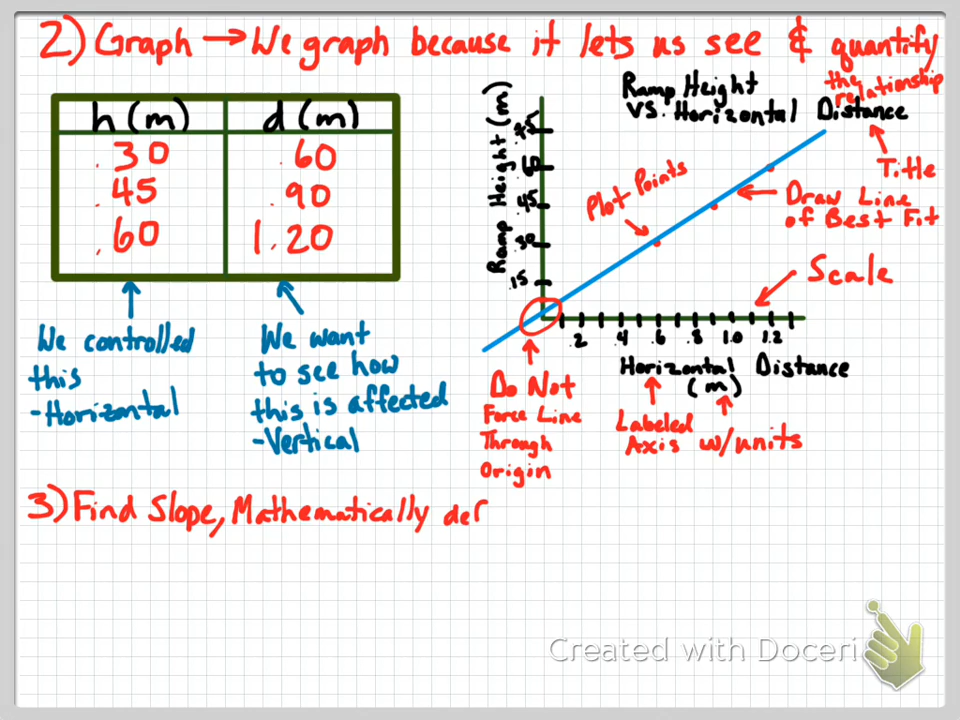 2) Graph → We graph because it lets us see & quantify
the relationship
h (m) d (m)
.30 .60
.45 .90
.60 1.20
We controlled
this
-Horizontal
We want
to see how
this is affected
-Vertical
Ramp Height
vs. Horizontal Distance
Title
Ramp Height (m)
.75
.60
.45
.30
.15
Plot Points
Draw Line
of Best Fit
Scale
.2 .4 .6 .8 1.0 1.2
Horizontal Distance
(m)
Do Not
Force Line
Through
Origin
Labeled
Axis w/units
3) Find Slope, Mathematically der
Created with Doceri